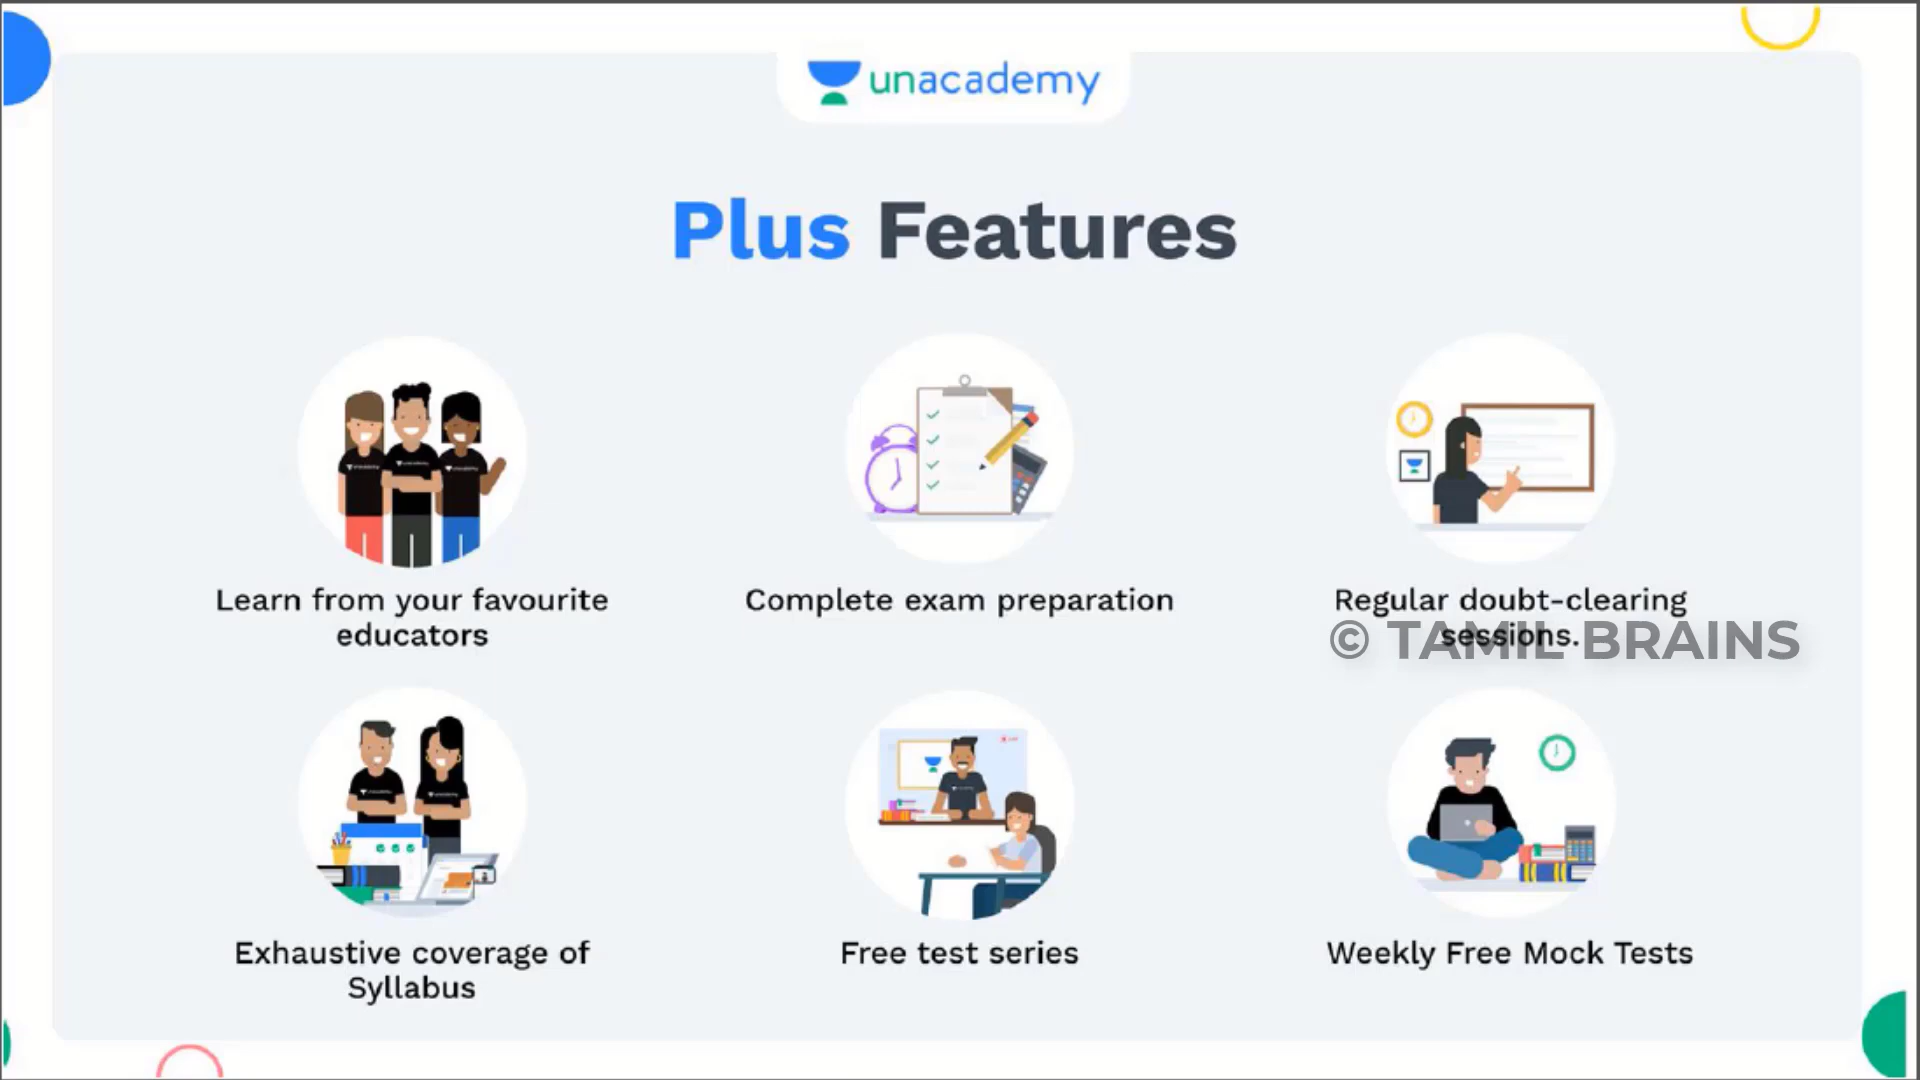 unacademy
Plus Features
Learn from your favourite
educators
Complete exam preparation
Regular doubt-clearing
sessions.
© TAMIL BRAINS
Exhaustive coverage of
Syllabus
Free test series
Weekly Free Mock Tests